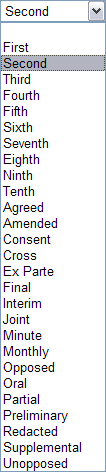 Second
First
Second
Third
Fourth
Fifth
Sixth
Seventh
Eighth
Ninth
Tenth
Agreed
Amended
Consent
Cross
Ex Parte
Final
Interim
Joint
Minute
Monthly
Opposed
Oral
Partial
Preliminary
Redacted
Supplemental
Unopposed